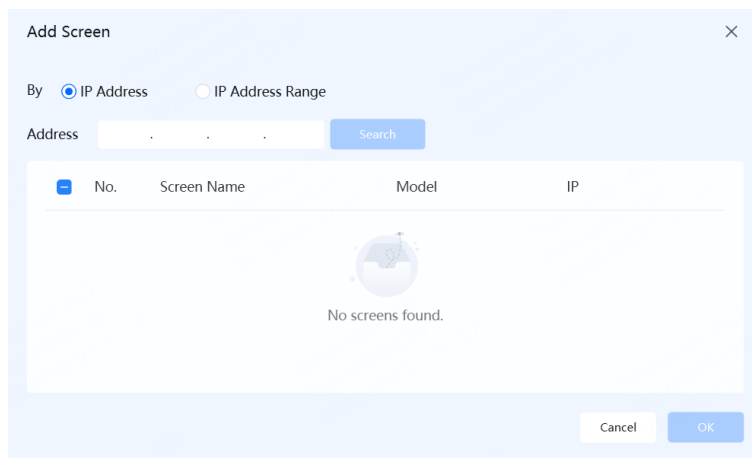 Add Screen
By IP Address IP Address Range
Address . . . Search
No. Screen Name Model IP
No screens found.
Cancel OK